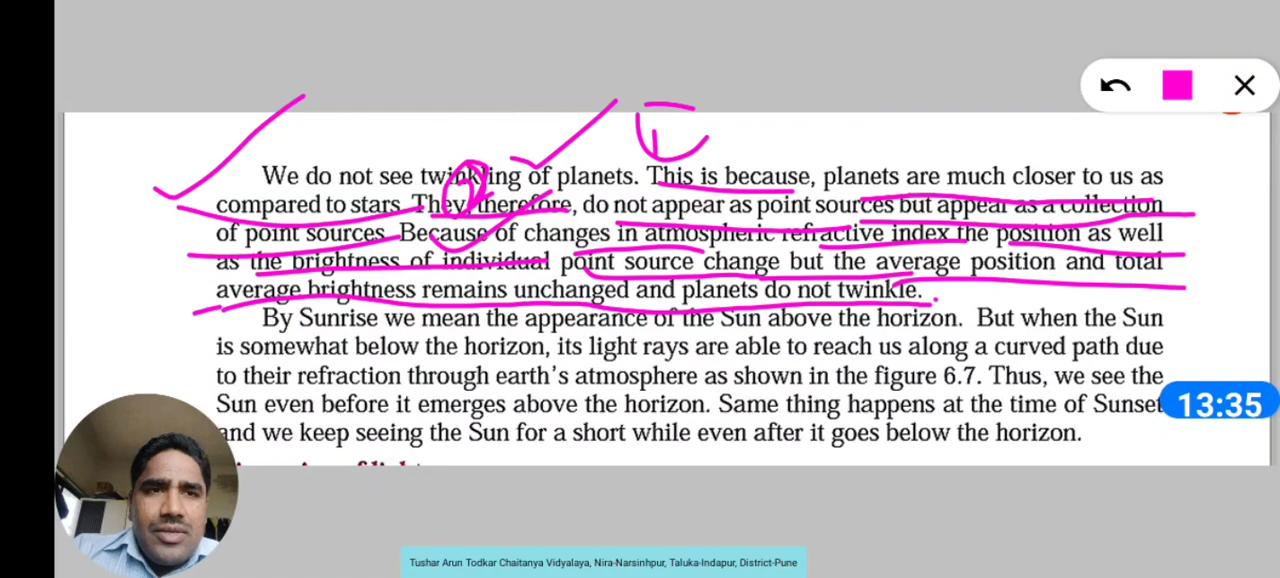 We do not see twinkling of planets. This is because, planets are much closer to us as
compared to stars. They, therefore, do not appear as point sources but appear as a collection
of point sources. Because of changes in atmospheric refractive index the position as well
as the brightness of individual point source change but the average position and total
average brightness remains unchanged and planets do not twinkle.
By Sunrise we mean the appearance of the Sun above the horizon. But when the Sun
is somewhat below the horizon, its light rays are able to reach us along a curved path due
to their refraction through earth's atmosphere as shown in the figure 6.7. Thus, we see the
Sun even before it emerges above the horizon. Same thing happens at the time of Sunset
and we keep seeing the Sun for a short while even after it goes below the horizon.
1
2
13:35
Tushar Arun Todkar Chaitanya Vidyalaya, Nira-Narsinhpur, Taluka-Indapur, District-Pune